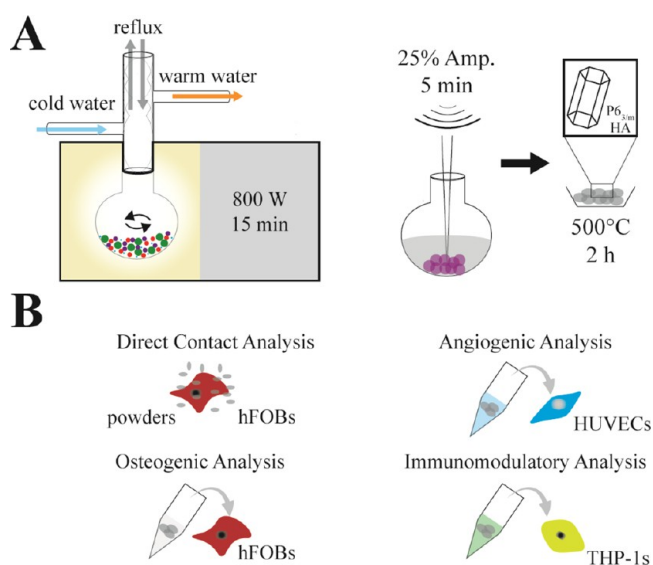 A
reflux
warm water
cold water
800 W
15 min
25% Amp.
5 min
P63/m
HA
500°C
2 h
B
Direct Contact Analysis
powders
hFOBs
Angiogenic Analysis
HUVECs
Osteogenic Analysis
hFOBs
Immunomodulatory Analysis
THP-1s